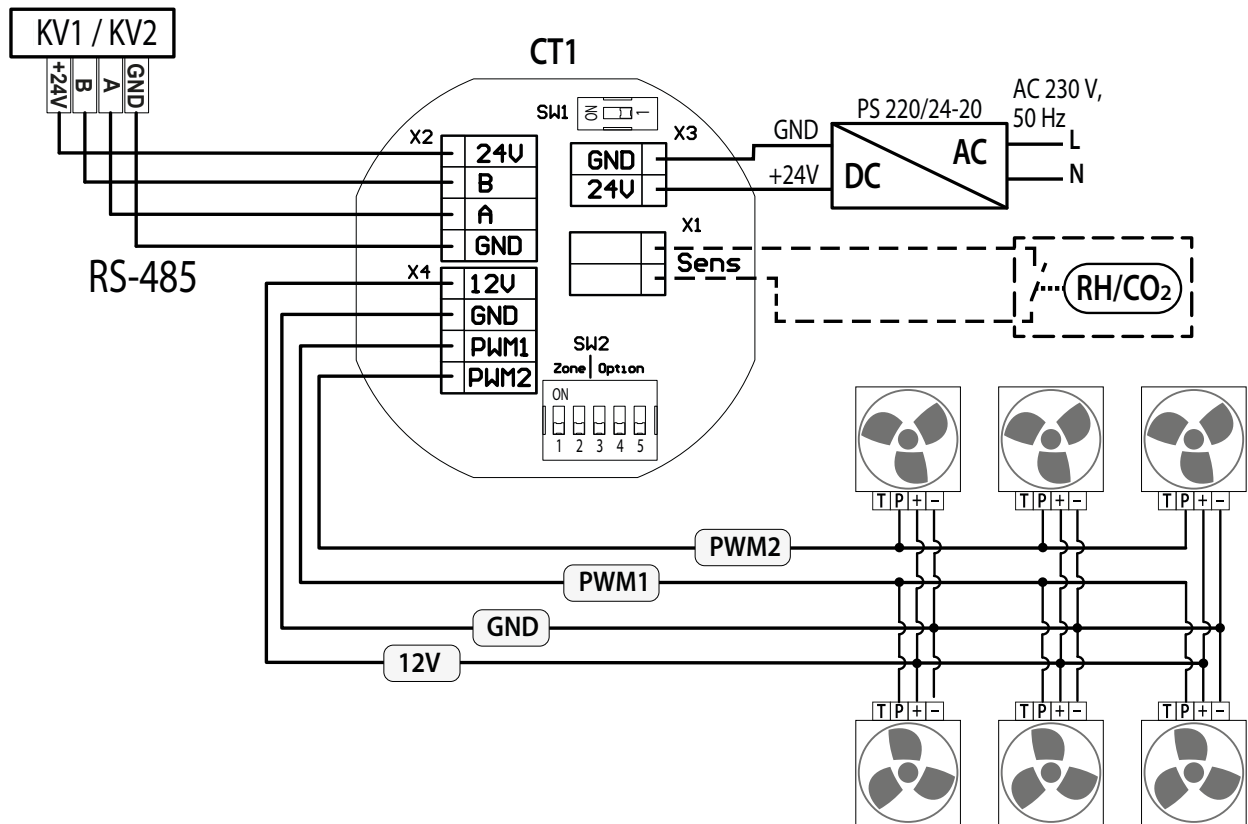 KV1 / KV2
+24V B A GND
RS-485
CT1
SW1
ON 1
X2
24V
B
A
GND
X4
12V
GND
PWM1
PWM2
X3
GND
24V
X1
Sens
SW2
Zone | Option
ON
1 2 3 4 5
GND
+24V
PS 220/24-20
DC AC
AC 230 V,
50 Hz
L
N
RH/CO₂
T P + -
T P + -
T P + -
PWM2
PWM1
GND
12V
T P + -
T P + -
T P + -